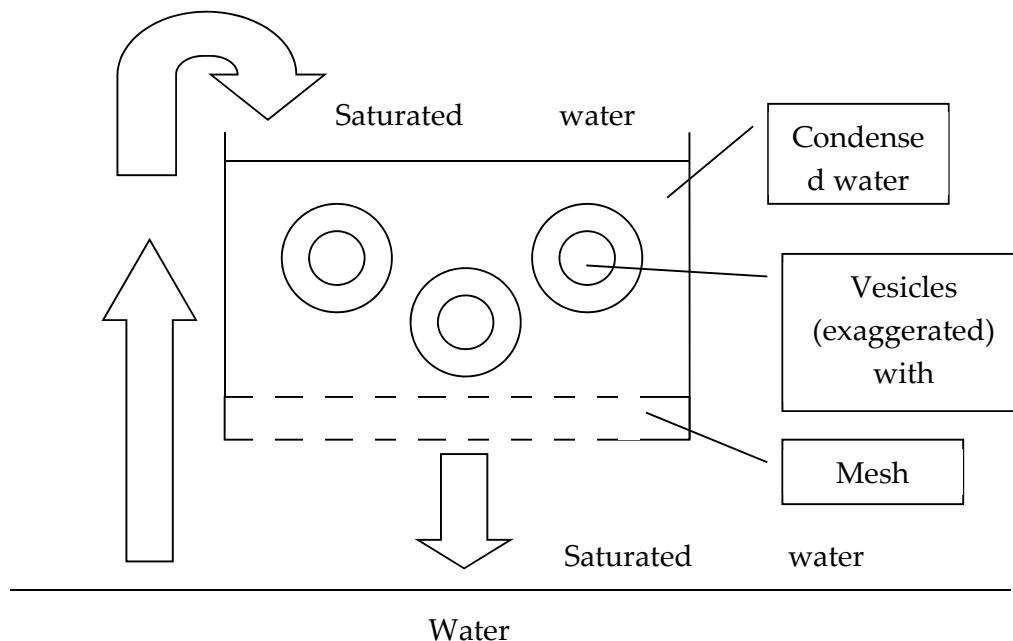 Saturated water
Condense
d water
Vesicles
(exaggerated)
with
Mesh
Saturated water
Water